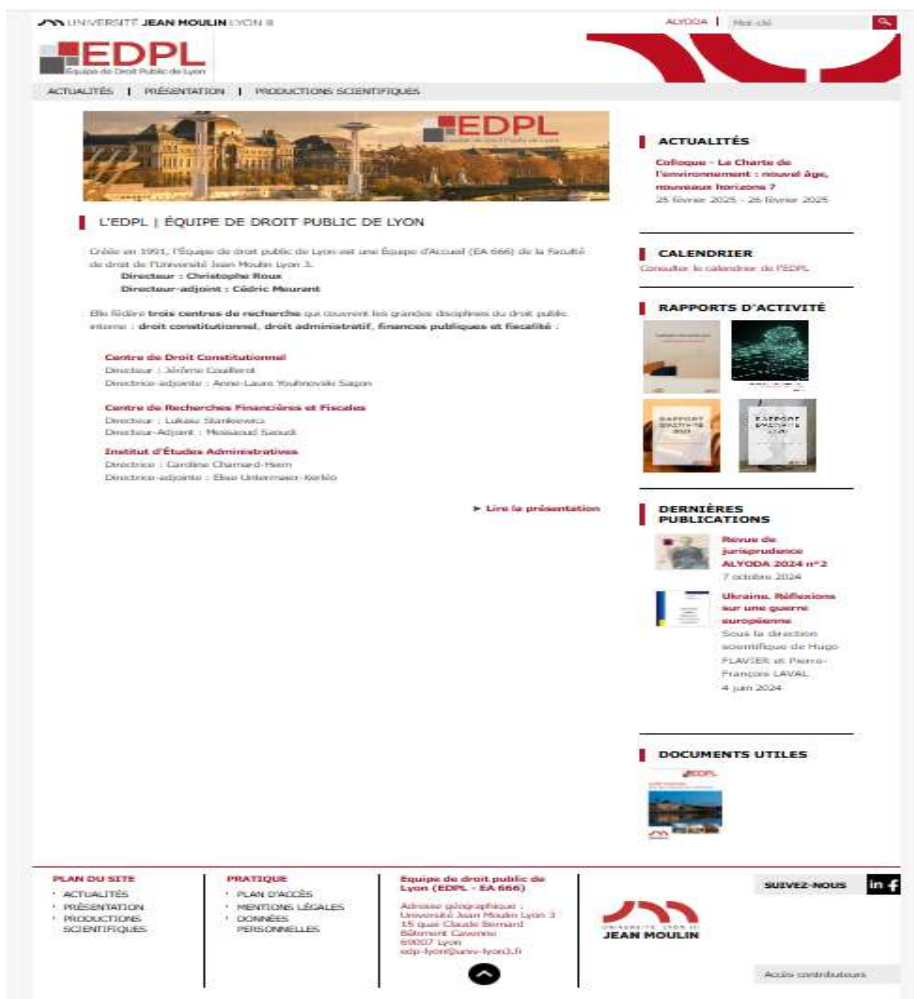 UNIVERSITÉ JEAN MOULIN LYON III
ALYODA
Mot-clé
EDPL
Equipe de Droit Public de Lyon
ACTUALITÉS | PRÉSENTATION | PRODUCTIONS SCIENTIFIQUES
EDPL
L'EDPL | ÉQUIPE DE DROIT PUBLIC DE LYON
Créée en 1991, l'Équipe de droit public de Lyon est une Équipe d'Accueil (EA 666) de la Faculté
de droit de l'Université Jean Moulin Lyon 3.
Directeur : Christophe Roux
Directeur-adjoint : Cédric Meurant
Elle fédère trois centres de recherche qui couvrent les grandes disciplines du droit public
interne : droit constitutionnel, droit administratif, finances publiques et fiscalité :
Centre de Droit Constitutionnel
Directeur : Jérôme Couillerot
Directrice-adjointe : Anne-Laure Youhnovski Sagon
Centre de Recherches Financières et Fiscales
Directeur : Lukasz Stankiewicz
Directeur-Adjoint : Messaoud Saoudi
Institut d'Études Administratives
Directrice : Caroline Chamard-Heim
Directrice-adjointe : Elise Untermaier-Kerléo
► Lire la présentation
ACTUALITÉS
Colloque - La Charte de
l'environnement : nouvel âge,
nouveaux horizons ?
25 février 2025 - 26 février 2025
CALENDRIER
Consulter le calendrier de l'EDPL
RAPPORTS D'ACTIVITÉ
RAPPORT
D'ACTIVITÉ
RAPPORT
D'ACTIVITÉ
DERNIÈRES
PUBLICATIONS
Revue de
jurisprudence
ALYODA 2024 n°2
7 octobre 2024
Ukraine. Réflexions
sur une guerre
européenne
Sous la direction
scientifique de Hugo
FLAVIER et Pierre-
François LAVAL
4 juin 2024
DOCUMENTS UTILES
EDPL
PLAN DU SITE
ACTUALITÉS
PRÉSENTATION
PRODUCTIONS
SCIENTIFIQUES
PRATIQUE
PLAN D'ACCÈS
MENTIONS LÉGALES
DONNÉES
PERSONNELLES
Equipe de droit public de
Lyon (EDPL - EA 666)
Adresse géographique :
Université Jean Moulin Lyon 3
15 quai Claude Bernard
Bâtiment Cavenne
69007 Lyon
edp-lyon@univ-lyon3.fr
UNIVERSITÉ LYON III
JEAN MOULIN
SUIVEZ-NOUS
in f
Accès contributeurs